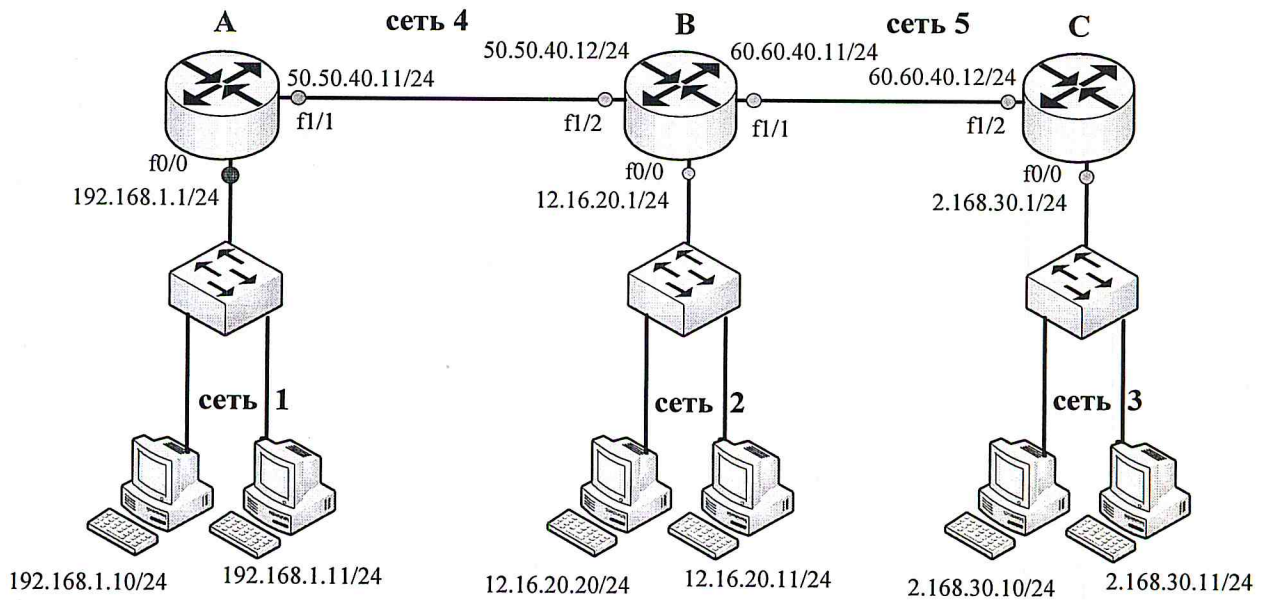 A
сеть 4
B
сеть 5
C
50.50.40.11/24
50.50.40.12/24
60.60.40.11/24
60.60.40.12/24
f1/1
f1/2
f1/1
f1/2
f0/0
192.168.1.1/24
f0/0
12.16.20.1/24
f0/0
2.168.30.1/24
сеть 1
сеть 2
сеть 3
192.168.1.10/24
192.168.1.11/24
12.16.20.20/24
12.16.20.11/24
2.168.30.10/24
2.168.30.11/24